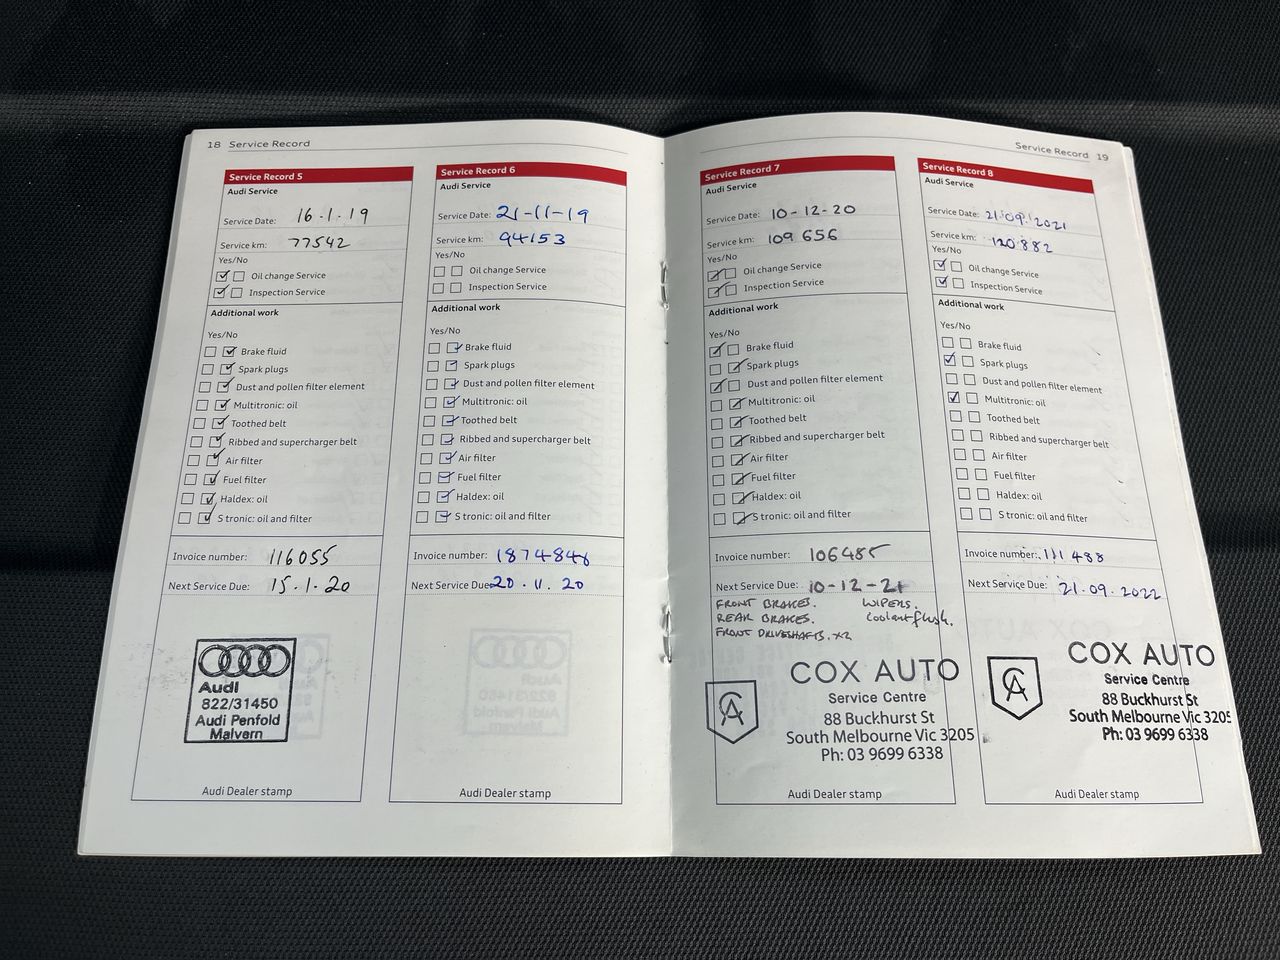 18 Service Record
Service Record 5
Audi Service
Service Date: 16.1.19
Service km: 77542
Yes/No
Oil change Service
Inspection Service
Additional work
Yes/No
Brake fluid
Spark plugs
Dust and pollen filter element
Multitronic: oil
Toothed belt
Ribbed and supercharger belt
Air filter
Fuel filter
Haldex: oil
S tronic: oil and filter
Invoice number: 116055
Next Service Due: 15.1.20
Audi
822/31450
Audi Penfold
Malvern
Audi Dealer stamp
Service Record 6
Audi Service
Service Date: 21-11-19
Service km: 94153
Yes/No
Oil change Service
Inspection Service
Additional work
Yes/No
Brake fluid
Spark plugs
Dust and pollen filter element
Multitronic: oil
Toothed belt
Ribbed and supercharger belt
Air filter
Fuel filter
Haldex: oil
S tronic: oil and filter
Invoice number: 1874848
Next Service Due: 20.11.20
Audi Dealer stamp
Service Record 19
Service Record 7
Audi Service
Service Date: 10-12-20
Service km: 109 656
Yes/No
Oil change Service
Inspection Service
Additional work
Yes/No
Brake fluid
Spark plugs
Dust and pollen filter element
Multitronic: oil
Toothed belt
Ribbed and supercharger belt
Air filter
Fuel filter
Haldex: oil
S tronic: oil and filter
Invoice number: 106485
Next Service Due: 10-12-21
FRONT BRAKES. WIPERS.
REAR BRAKES. Coolant flush.
FRONT DRIVESHAFTS. x2
CA
COX AUTO
Service Centre
88 Buckhurst St
South Melbourne Vic 3205
Ph: 03 9699 6338
Audi Dealer stamp
Service Record 8
Audi Service
Service Date: 21.09.2021
Service km: 120882
Yes/No
Oil change Service
Inspection Service
Additional work
Yes/No
Brake fluid
Spark plugs
Dust and pollen filter element
Multitronic: oil
Toothed belt
Ribbed and supercharger belt
Air filter
Fuel filter
Haldex: oil
S tronic: oil and filter
Invoice number: 111488
Next Service Due: 21.09.2022
CA
COX AUTO
Service Centre
88 Buckhurst St
South Melbourne Vic 3205
Ph: 03 9699 6338
Audi Dealer stamp